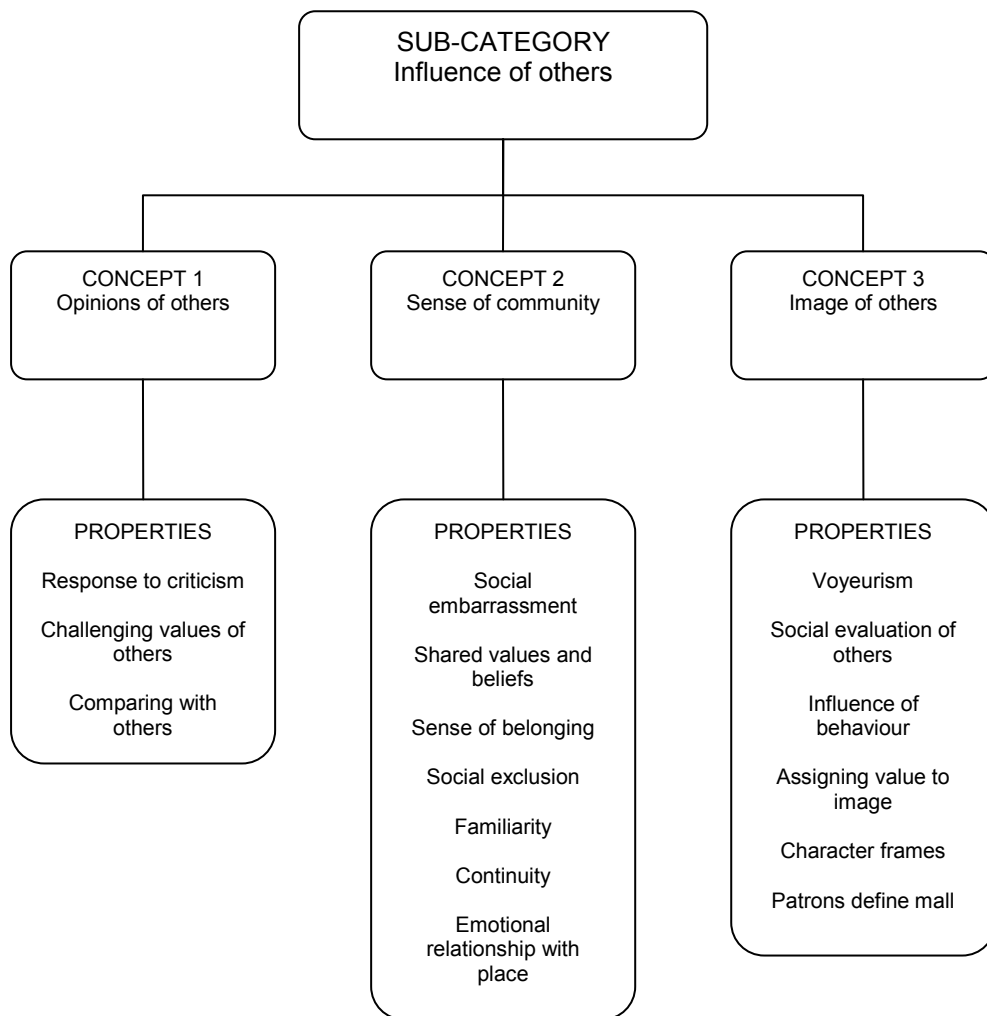 SUB-CATEGORY
Influence of others
CONCEPT 1
Opinions of others
CONCEPT 2
Sense of community
CONCEPT 3
Image of others
PROPERTIES
Response to criticism
Challenging values of
others
Comparing with
others
PROPERTIES
Social
embarrassment
Shared values and
beliefs
Sense of belonging
Social exclusion
Familiarity
Continuity
Emotional
relationship with
place
PROPERTIES
Voyeurism
Social evaluation of
others
Influence of
behaviour
Assigning value to
image
Character frames
Patrons define mall